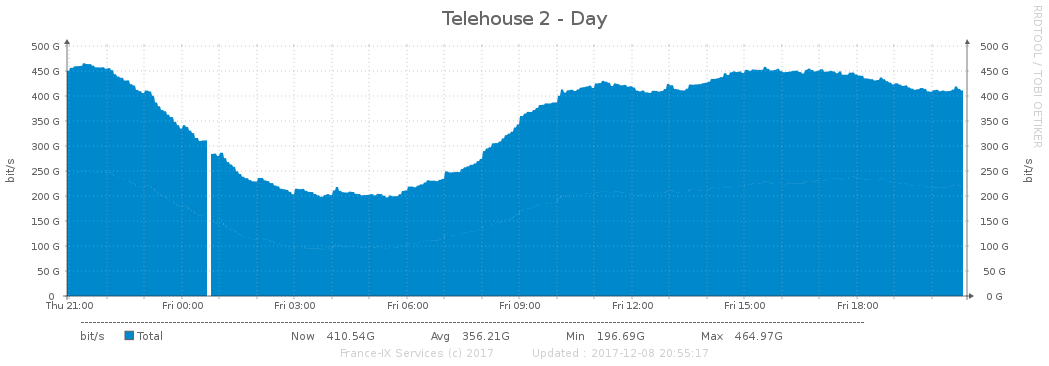 Telehouse 2 - Day
RRDTOOL / TOBI OETIKER
500 G 500 G
450 G 450 G
400 G 400 G
350 G 350 G
300 G 300 G
250 G 250 G
200 G 200 G
150 G 150 G
100 G 100 G
50 G 50 G
0 0 G
bit/s bit/s
Thu 21:00 Fri 00:00 Fri 03:00 Fri 06:00 Fri 09:00 Fri 12:00 Fri 15:00 Fri 18:00
bit/s Total Now 410.54G Avg 356.21G Min 196.69G Max 464.97G
France-IX Services (c) 2017 Updated : 2017-12-08 20:55:17